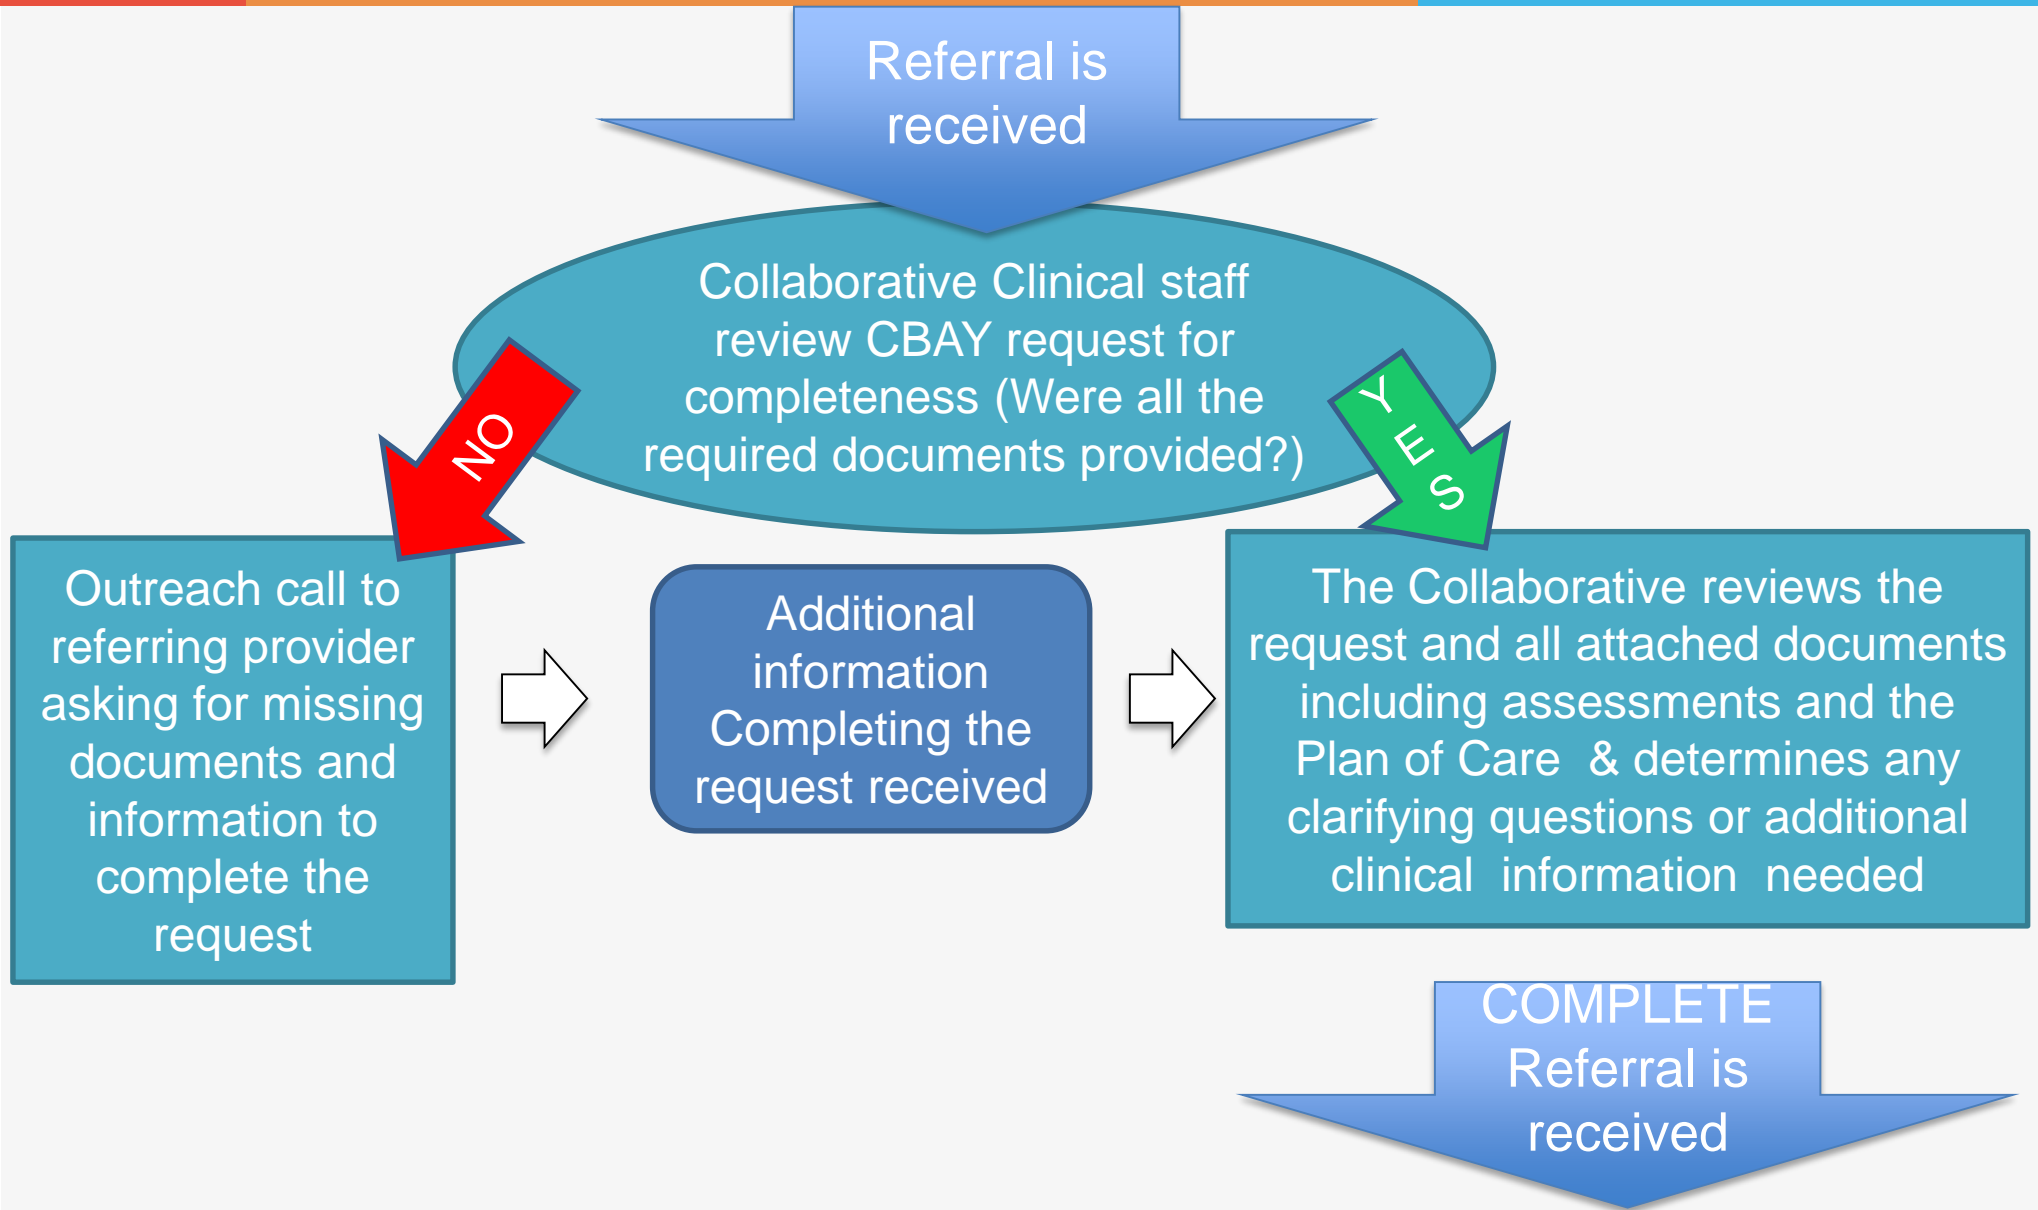 Referral is
received
Collaborative Clinical staff
review CBAY request for
completeness (Were all the
required documents provided?)
NO
YES
Outreach call to
referring provider
asking for missing
documents and
information to
complete the
request
Additional
information
Completing the
request received
The Collaborative reviews the
request and all attached documents
including assessments and the
Plan of Care & determines any
clarifying questions or additional
clinical information needed
COMPLETE
Referral is
received